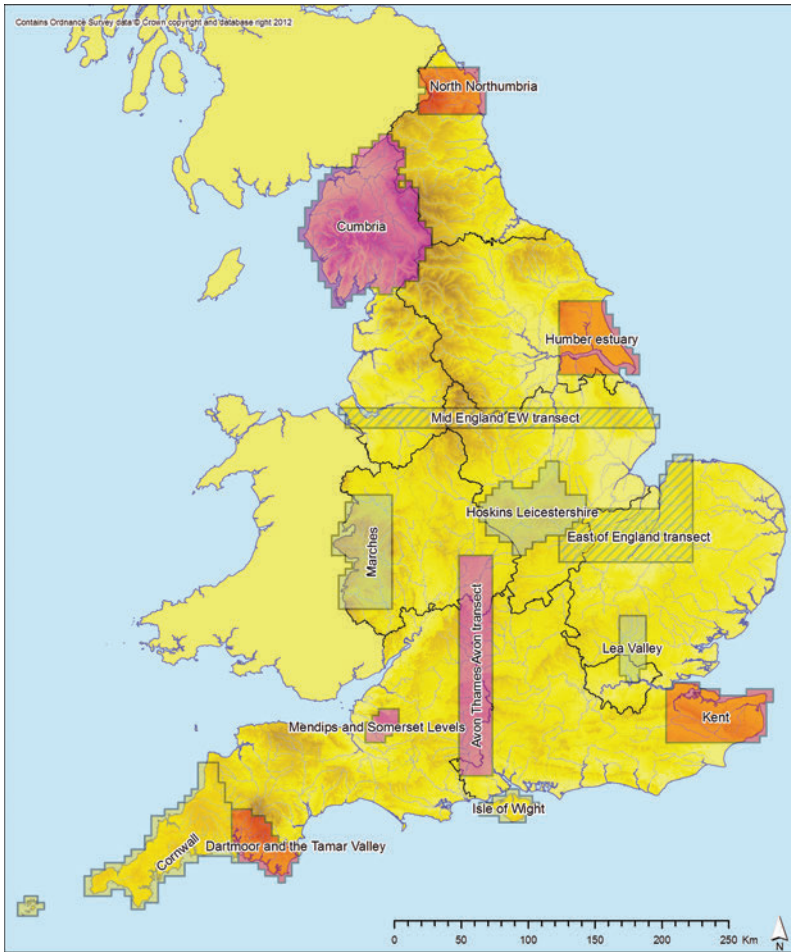 Contains Ordnance Survey data © Crown copyright and database right 2012
North Northumbria
Cumbria
Humber estuary
Mid England EW transect
Hoskins Leicestershire
East of England transect
Marches
Avon Thames Avon transect
Lea Valley
Kent
Mendips and Somerset Levels
Isle of Wight
Cornwall
Dartmoor and the Tamar Valley
0 50 100 150 200 250 Km
N